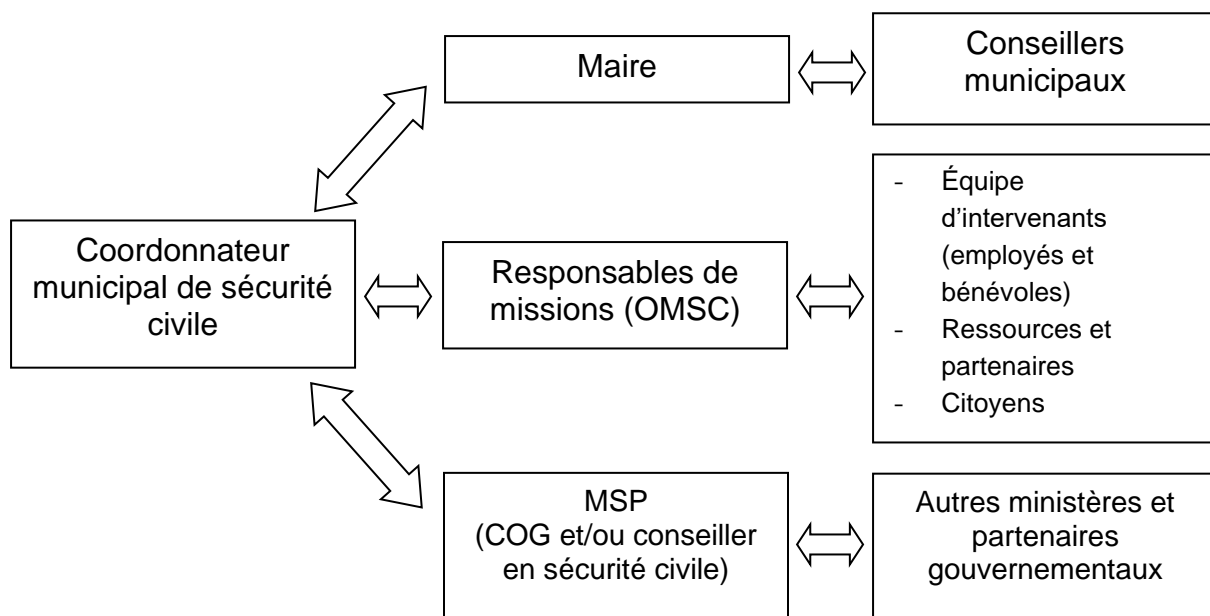 Maire
Conseillers
municipaux
Coordonnateur
municipal de sécurité
civile
Responsables de
missions (OMSC)
- Équipe
d’intervenants
(employés et
bénévoles)
- Ressources et
partenaires
- Citoyens
MSP
(COG et/ou conseiller
en sécurité civile)
Autres ministères et
partenaires
gouvernementaux